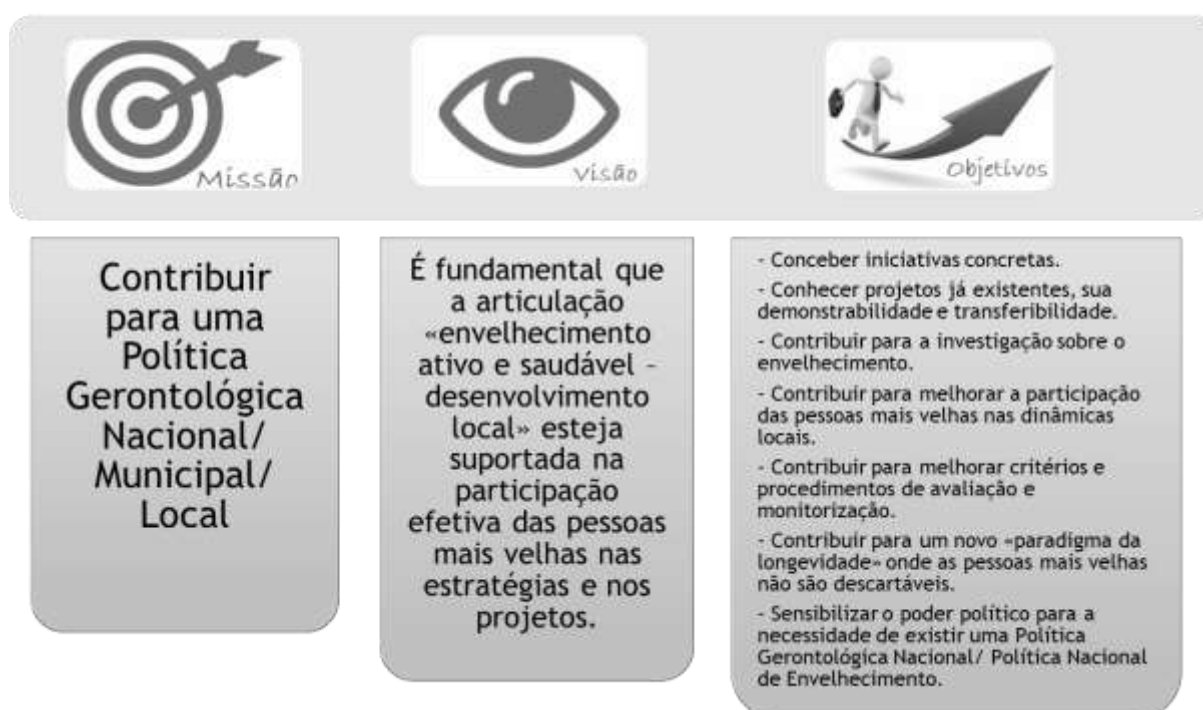 Missão
Visão
Objetivos
Contribuir
para uma
Política
Gerontológica
Nacional/
Municipal/
Local
É fundamental que
a articulação
«envelhecimento
ativo e saudável –
desenvolvimento
local» esteja
suportada na
participação
efetiva das pessoas
mais velhas nas
estratégias e nos
projetos.
- Conceber iniciativas concretas.
- Conhecer projetos já existentes, sua
demonstrabilidade e transferibilidade.
- Contribuir para a investigação sobre o
envelhecimento.
- Contribuir para melhorar a participação
das pessoas mais velhas nas dinâmicas
locais.
- Contribuir para melhorar critérios e
procedimentos de avaliação e
monitorização.
- Contribuir para um novo «paradigma da
longevidade» onde as pessoas mais velhas
não são descartáveis.
- Sensibilizar o poder político para a
necessidade de existir uma Política
Gerontológica Nacional/ Política Nacional
de Envelhecimento.